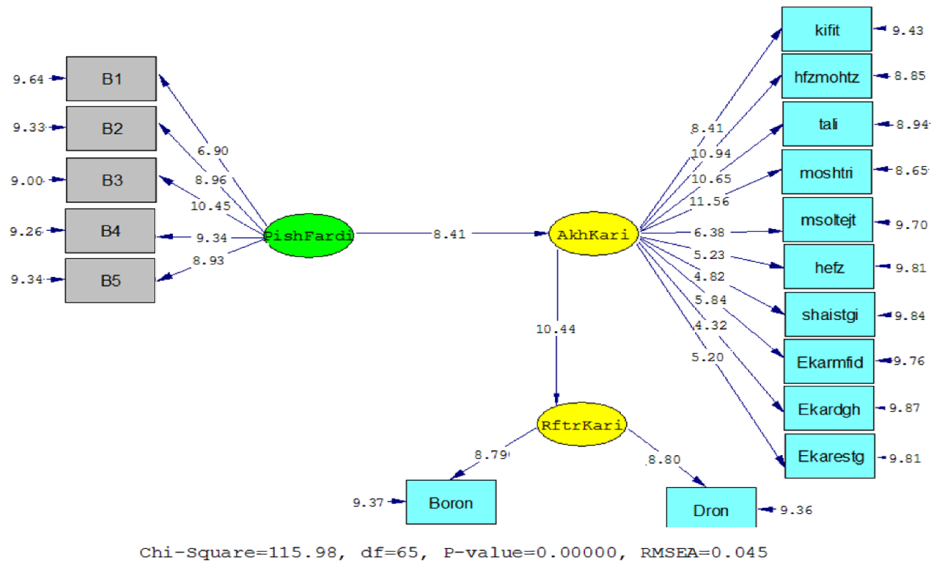 9.64 B1
9.33 B2
9.00 B3
9.26 B4
9.34 B5
6.90
8.96
10.45
9.34
8.93
PishFardi
8.41
AkhKari
8.41
10.94
10.65
11.56
6.38
5.23
4.82
5.84
4.32
5.20
kifit 9.43
hfzmohtz 8.85
tali 8.94
moshtri 8.65
msoltejt 9.70
hefz 9.81
shaistgi 9.84
Ekarmfid 9.76
Ekardgh 9.87
Ekarestg 9.81
10.44
RftrKari
8.79
8.80
9.37 Boron
Dron 9.36
Chi-Square=115.98, df=65, P-value=0.00000, RMSEA=0.045